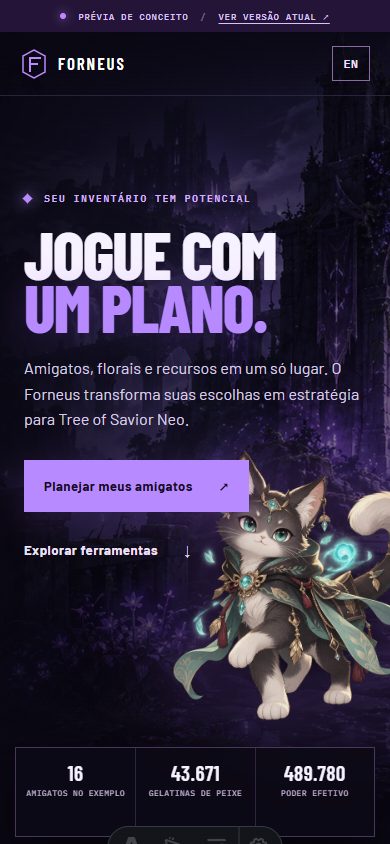 PRÉVIA DE CONCEITO / VER VERSÃO ATUAL ↗
FORNEUS
EN
SEU INVENTÁRIO TEM POTENCIAL
JOGUE COM
UM PLANO.
Amigatos, florais e recursos em um só lugar. O
Forneus transforma suas escolhas em estratégia
para Tree of Savior Neo.
Planejar meus amigatos ↗
Explorar ferramentas ↓
16
AMIGATOS NO EXEMPLO
43.671
GELATINAS DE PEIXE
489.780
PODER EFETIVO